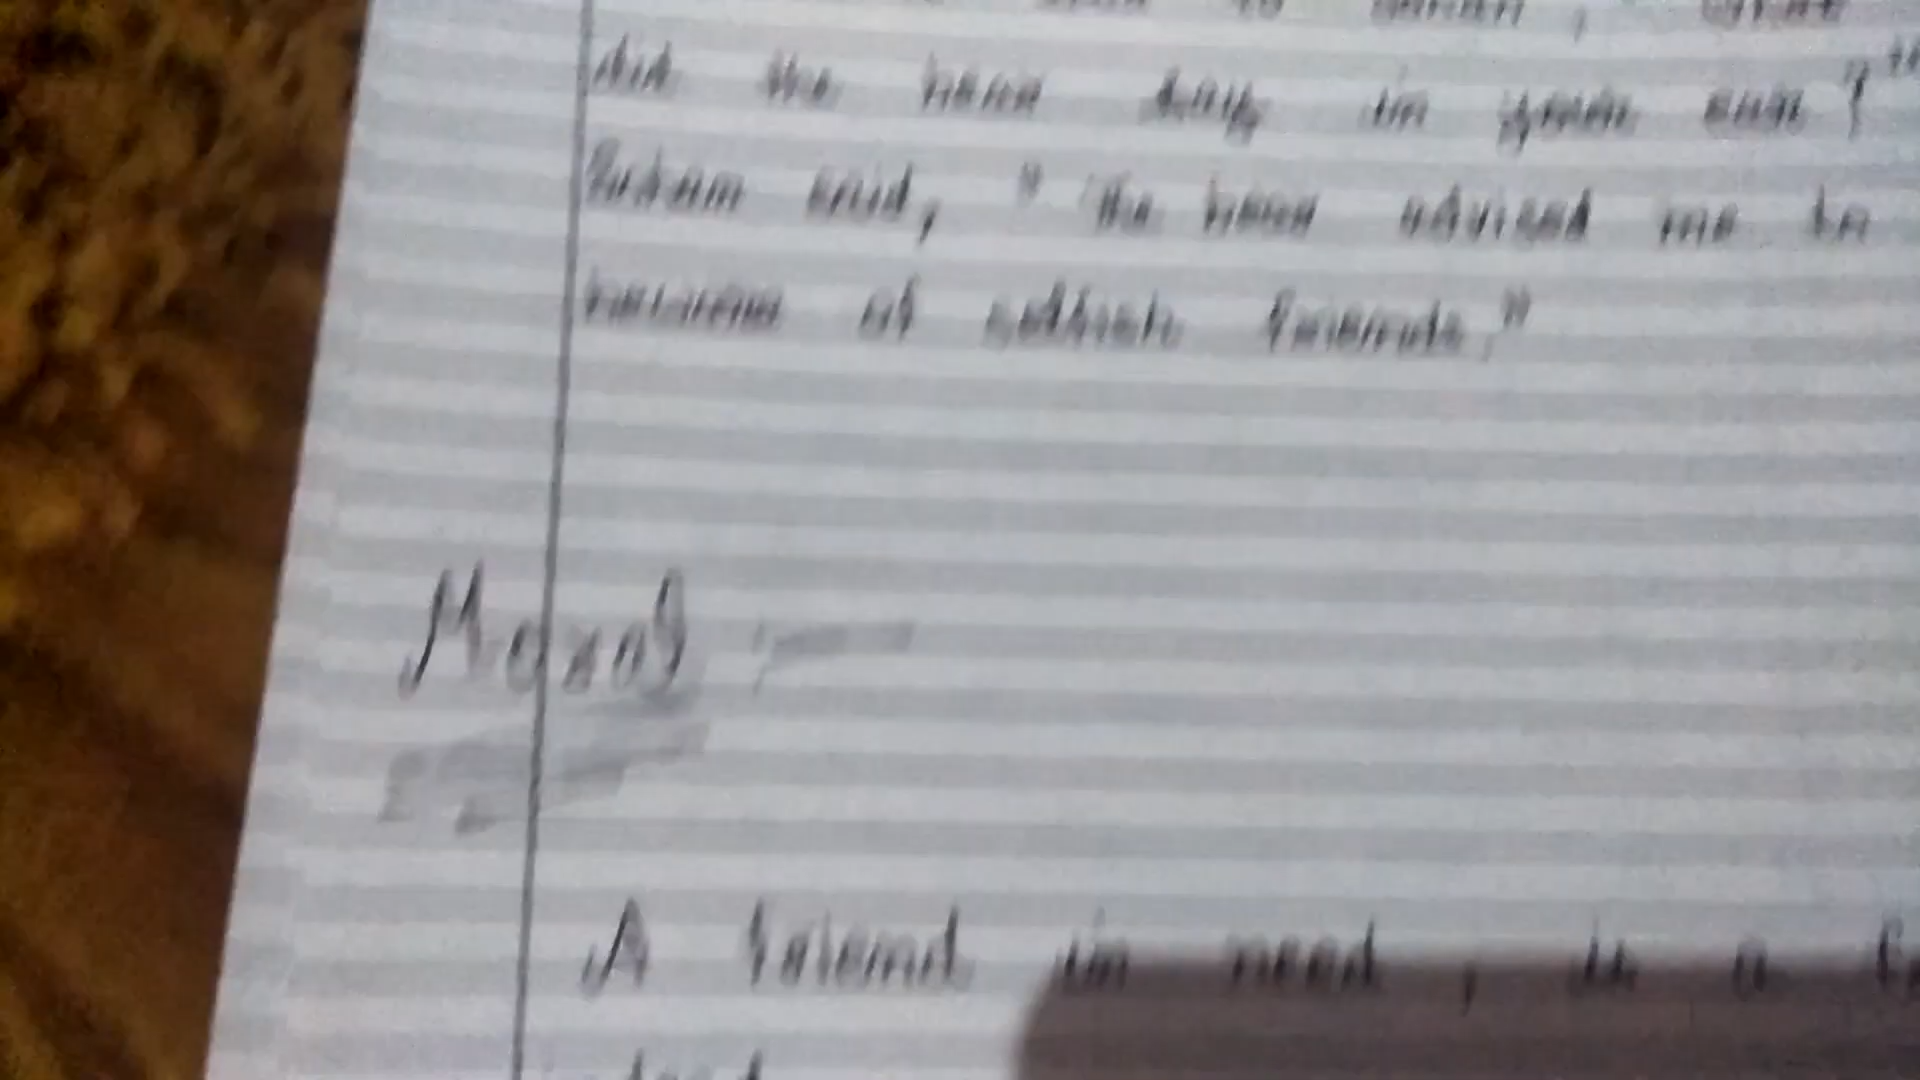 did the bear say in your ear?"
said, " the bear advised me to
beware of selfish friends."
Moral :-
A friend in need, is a